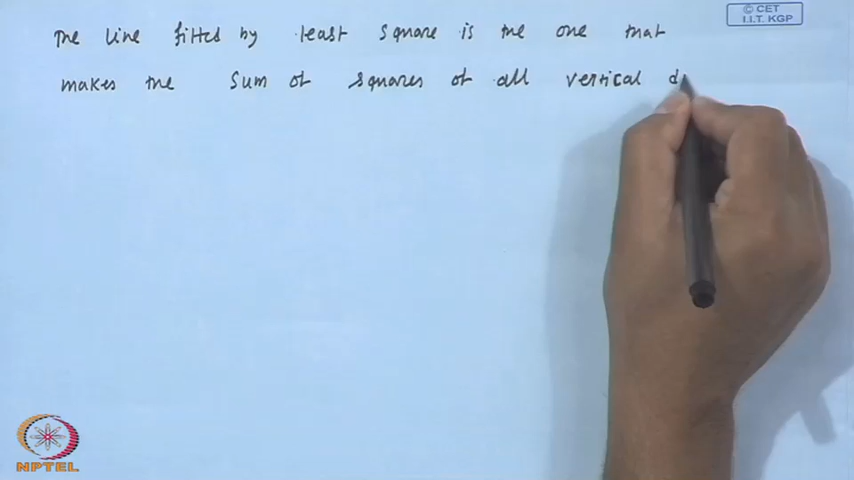 The line fitted by least square is the one that
makes the sum of squares of all vertical d
© CET
I.I.T. KGP
NPTEL